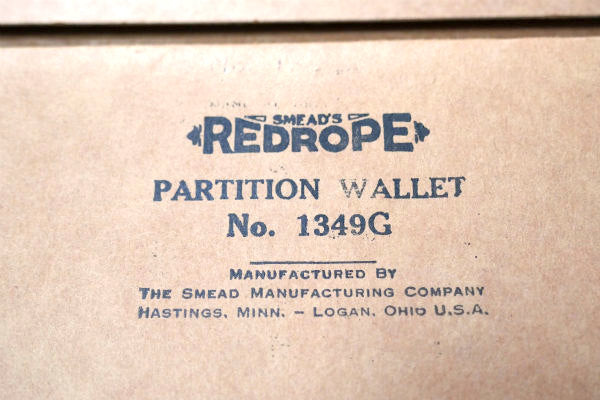 SMEAD'S
REDROPE
PARTITION WALLET
No. 1349G
MANUFACTURED BY
THE SMEAD MANUFACTURING COMPANY
HASTINGS, MINN. – LOGAN, OHIO U.S.A.